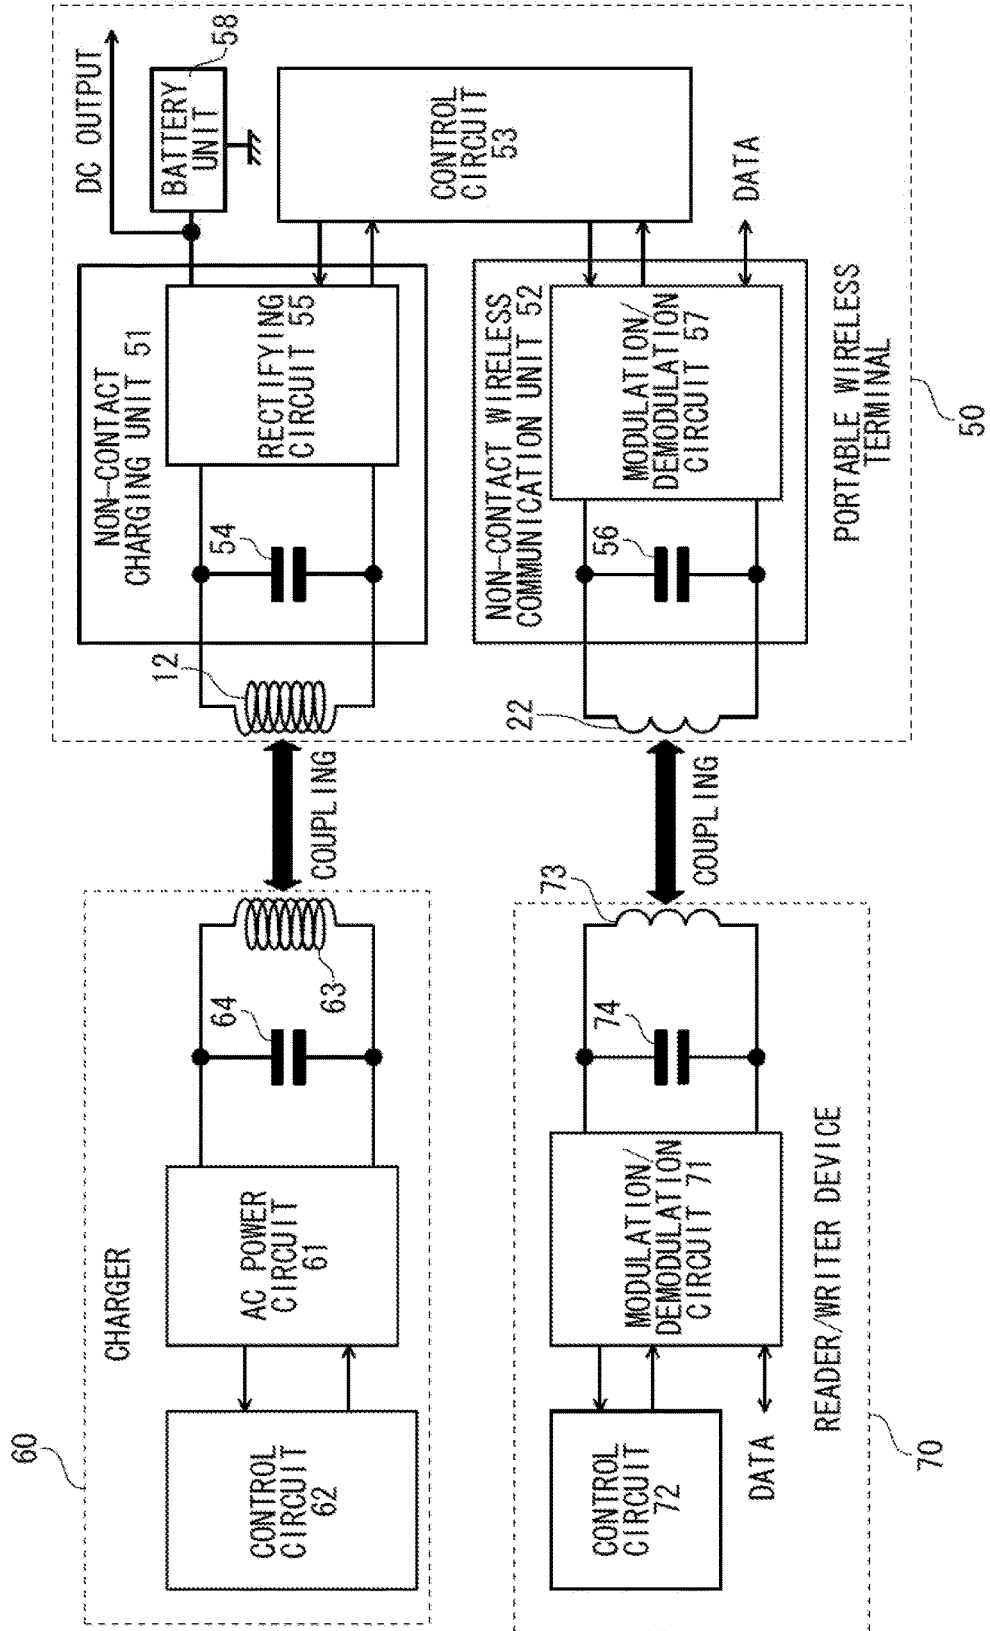 60
CHARGER
CONTROL
CIRCUIT
62
AC POWER
CIRCUIT
61
64
63
COUPLING
12
NON-CONTACT
CHARGING UNIT 51
54
RECTIFYING
CIRCUIT 55
DC OUTPUT
BATTERY
UNIT
58
CONTROL
CIRCUIT
53
CONTROL
CIRCUIT
72
DATA
MODULATION/
DEMODULATION
CIRCUIT 71
74
73
READER/WRITER DEVICE
70
COUPLING
22
NON-CONTACT WIRELESS
COMMUNICATION UNIT 52
56
MODULATION/
DEMODULATION
CIRCUIT 57
DATA
PORTABLE WIRELESS
TERMINAL
50